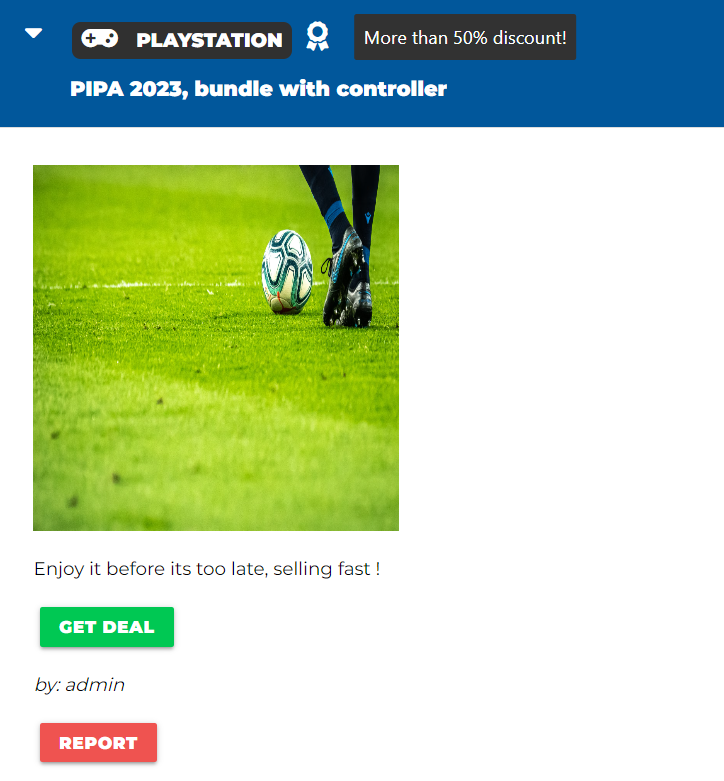 PLAYSTATION More than 50% discount!
PIPA 2023, bundle with controller
Enjoy it before its too late, selling fast !
GET DEAL
by: admin
REPORT